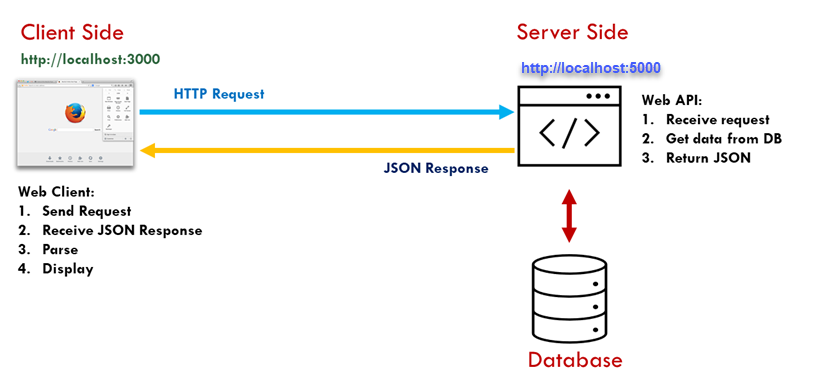 Client Side
http://localhost:3000
Server Side
http://localhost:5000
HTTP Request
JSON Response
Web API:
1. Receive request
2. Get data from DB
3. Return JSON
Web Client:
1. Send Request
2. Receive JSON Response
3. Parse
4. Display
</>
Database